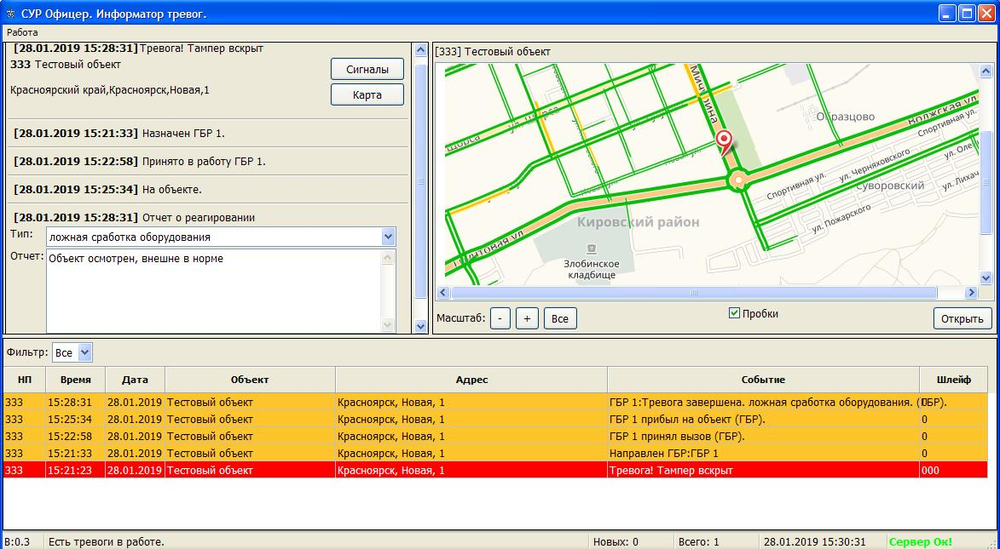 СУР Офицер. Информатор тревог.
Работа
[28.01.2019 15:28:31] Тревога! Тампер вскрыт
333 Тестовый объект
Сигналы
Красноярский край,Красноярск,Новая,1
Карта
[28.01.2019 15:21:33] Назначен ГБР 1.
[28.01.2019 15:22:58] Принято в работу ГБР 1.
[28.01.2019 15:25:34] На объекте.
[28.01.2019 15:28:31] Отчет о реагировании
Тип: ложная сработка оборудования
Отчет: Объект осмотрен, внешне в норме
[333] Тестовый объект
Мичурина
ул. Щорса
Щорса
Образцово
Волжская ул.
Спортивная ул.
Новая ул.
ул. Черняховского
ул. Оле
Спортивная ул.
Суворовский
ул. Лихач
ул. Пожарского
Кировский район
Грунтовая ул.
Злобинское
кладбище
Масштаб: - + Все
Пробки
Открыть
Фильтр: Все
НП Время Дата Объект Адрес Событие Шлейф
333 15:28:31 28.01.2019 Тестовый объект Красноярск, Новая, 1 ГБР 1:Тревога завершена. ложная сработка оборудования. (ГБР). 0
333 15:25:34 28.01.2019 Тестовый объект Красноярск, Новая, 1 ГБР 1 прибыл на объект (ГБР). 0
333 15:22:58 28.01.2019 Тестовый объект Красноярск, Новая, 1 ГБР 1 принял вызов (ГБР). 0
333 15:21:33 28.01.2019 Тестовый объект Красноярск, Новая, 1 Направлен ГБР:ГБР 1 0
333 15:21:23 28.01.2019 Тестовый объект Красноярск, Новая, 1 Тревога! Тампер вскрыт 000
В:0.3 Есть тревоги в работе. Новых: 0 Всего: 1 28.01.2019 15:30:31 Сервер Ок!